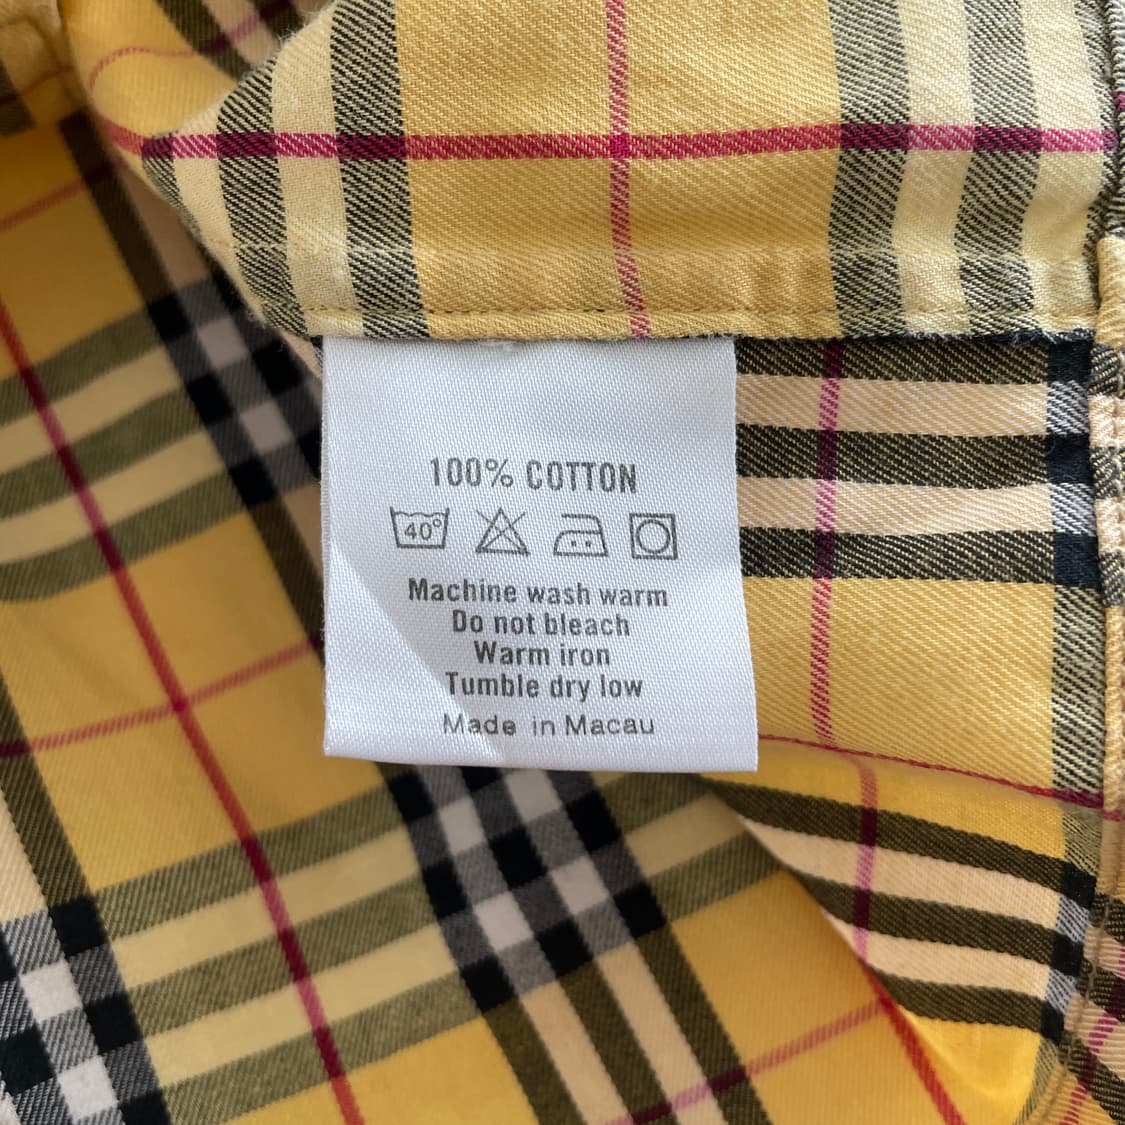 100% COTTON
40°
Machine wash warm
Do not bleach
Warm iron
Tumble dry low
Made in Macau